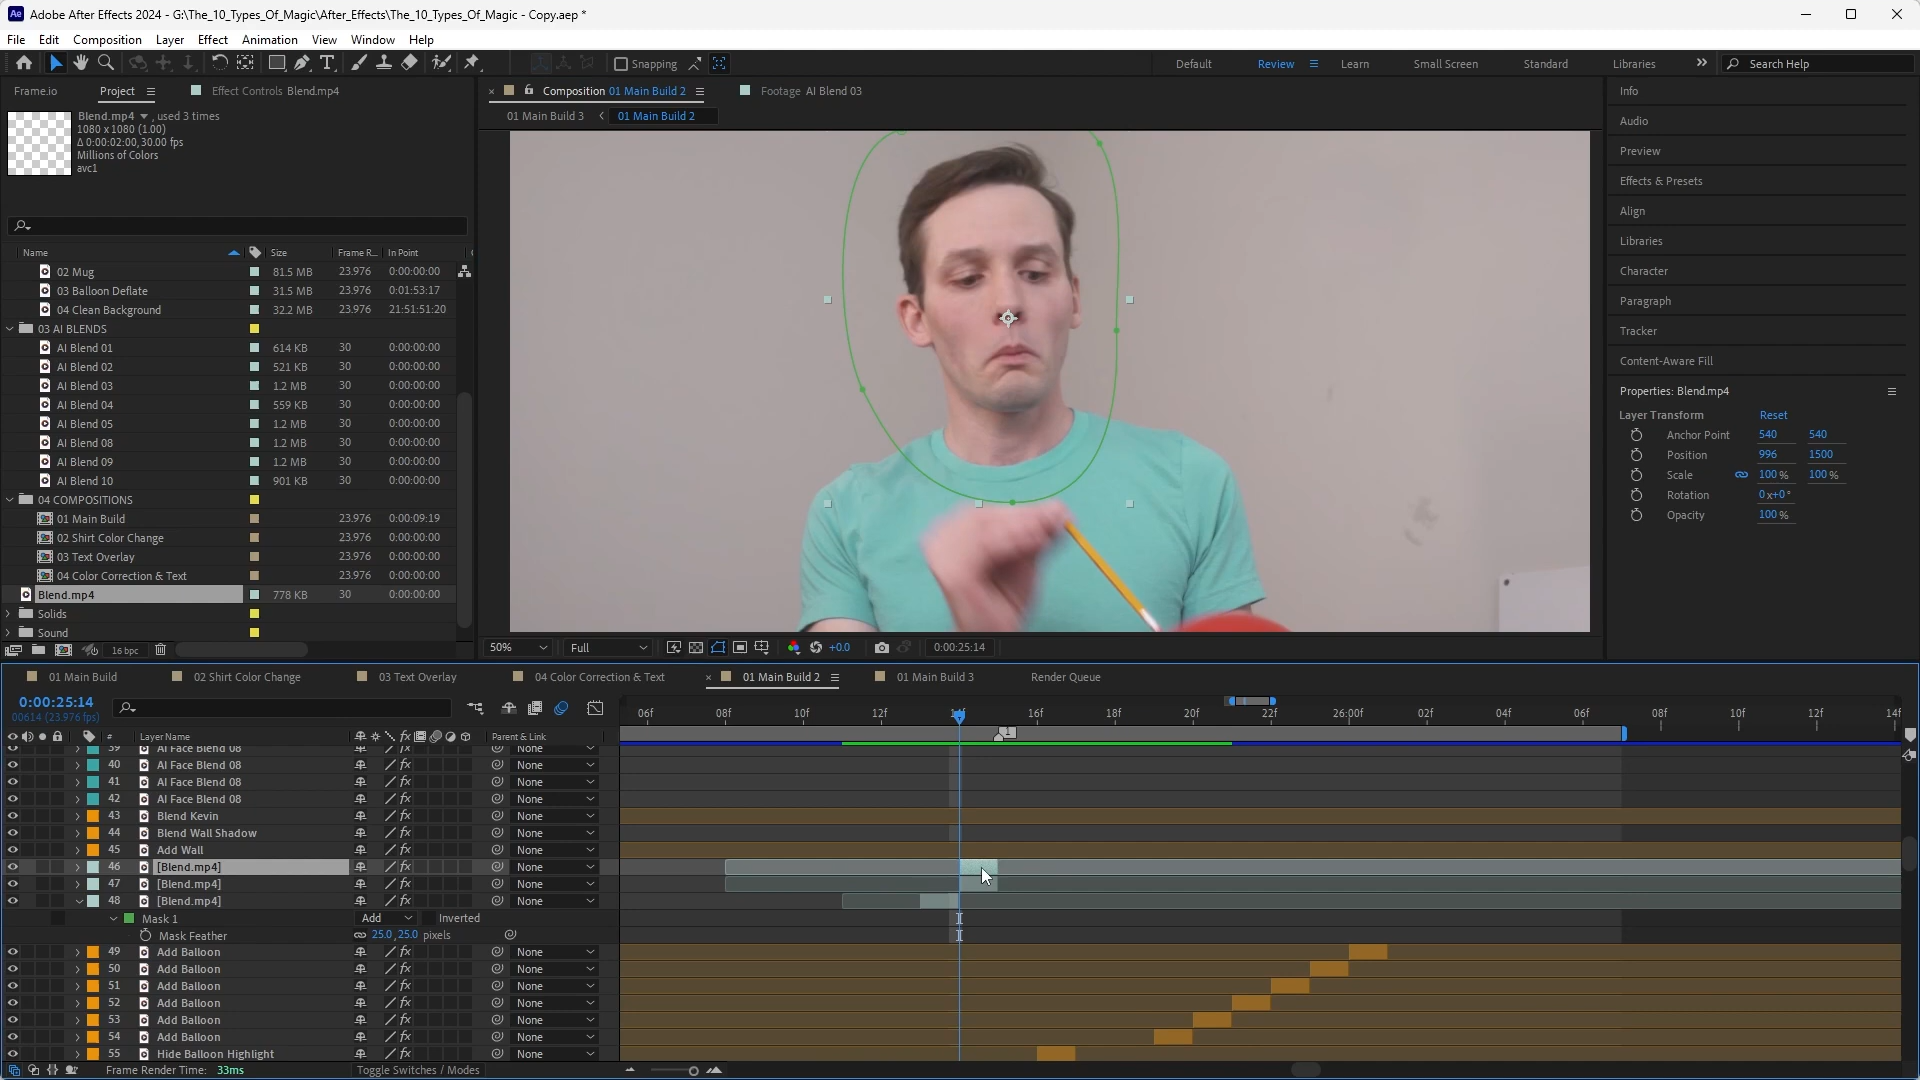 Ae Adobe After Effects 2024 - G:\The_10_Types_Of_Magic\After_Effects\The_10_Types_Of_Magic - Copy.aep *
File Edit Composition Layer Effect Animation View Window Help
Snapping Default Review Learn Small Screen Standard Libraries Search Help
Frame.io Project Effect Controls Blend.mp4
Composition 01 Main Build 2 Footage AI Blend 03
01 Main Build 3 01 Main Build 2
Blend.mp4 , used 3 times
1080 x 1080 (1.00)
Δ 0:00:02:00, 30.00 fps
Millions of Colors
avc1
Name Size Frame R... In Point
02 Mug 81.5 MB 23.976 0:00:00:00
03 Balloon Deflate 31.5 MB 23.976 0:01:53:17
04 Clean Background 32.2 MB 23.976 21:51:51:20
03 AI BLENDS
AI Blend 01 614 KB 30 0:00:00:00
AI Blend 02 521 KB 30 0:00:00:00
AI Blend 03 1.2 MB 30 0:00:00:00
AI Blend 04 559 KB 30 0:00:00:00
AI Blend 05 1.2 MB 30 0:00:00:00
AI Blend 08 1.2 MB 30 0:00:00:00
AI Blend 09 1.2 MB 30 0:00:00:00
AI Blend 10 901 KB 30 0:00:00:00
04 COMPOSITIONS
01 Main Build 23.976 0:00:09:19
02 Shirt Color Change 23.976 0:00:00:00
03 Text Overlay 23.976 0:00:00:00
04 Color Correction & Text 23.976 0:00:00:00
Blend.mp4 778 KB 30 0:00:00:00
Solids
Sound
16 bpc
50% Full +0.0 0:00:25:14
Info
Audio
Preview
Effects & Presets
Align
Libraries
Character
Paragraph
Tracker
Content-Aware Fill
Properties: Blend.mp4
Layer Transform Reset
Anchor Point 540 540
Position 996 1500
Scale 100 % 100 %
Rotation 0 x+0 °
Opacity 100 %
01 Main Build 02 Shirt Color Change 03 Text Overlay 04 Color Correction & Text 01 Main Build 2 01 Main Build 3 Render Queue
0:00:25:14
00614 (23.976 fps)
06f 08f 10f 12f 14f 16f 18f 20f 22f 26:00f 02f 04f 06f 08f 10f 12f 14f
# Layer Name fx Parent & Link
1
39 AI Face Blend 08 fx None
40 AI Face Blend 08 fx None
41 AI Face Blend 08 fx None
42 AI Face Blend 08 fx None
43 Blend Kevin fx None
44 Blend Wall Shadow fx None
45 Add Wall fx None
46 [Blend.mp4] fx None
47 [Blend.mp4] fx None
48 [Blend.mp4] fx None
Mask 1 Add Inverted
Mask Feather 25.0, 25.0 pixels
49 Add Balloon fx None
50 Add Balloon fx None
51 Add Balloon fx None
52 Add Balloon fx None
53 Add Balloon fx None
54 Add Balloon fx None
55 Hide Balloon Highlight fx None
Frame Render Time: 33ms Toggle Switches / Modes